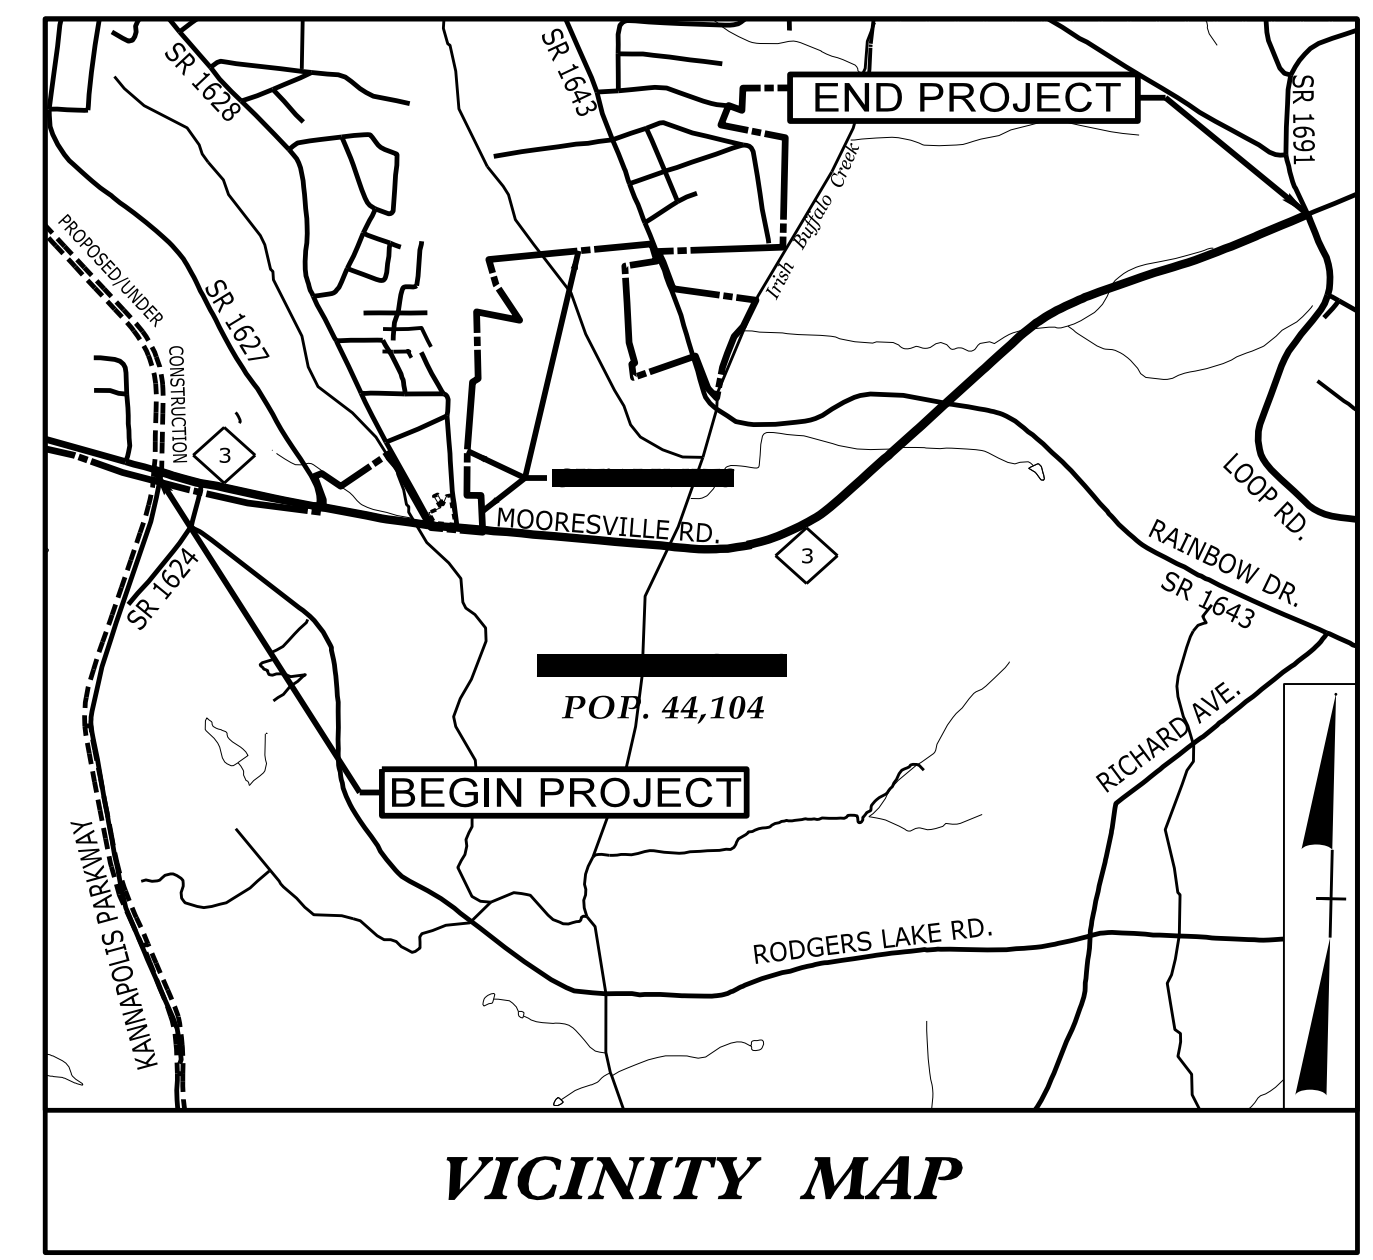 SR 1628
SR 1643
END PROJECT
SR 1691
Irish Buffalo Creek
PROPOSED/UNDER
CONSTRUCTION
SR 1627
3
MOORESVILLE RD.
3
LOOP RD.
RAINBOW DR.
SR 1643
SR 1624
POP. 44,104
RICHARD AVE.
BEGIN PROJECT
KANNAPOLIS PARKWAY
RODGERS LAKE RD.
VICINITY MAP